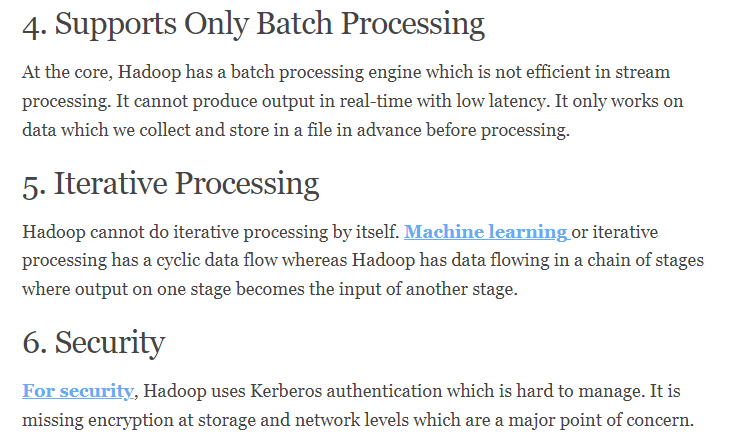 4. Supports Only Batch Processing
At the core, Hadoop has a batch processing engine which is not efficient in stream
processing. It cannot produce output in real-time with low latency. It only works on
data which we collect and store in a file in advance before processing.
5. Iterative Processing
Hadoop cannot do iterative processing by itself. Machine learning or iterative
processing has a cyclic data flow whereas Hadoop has data flowing in a chain of stages
where output on one stage becomes the input of another stage.
6. Security
For security, Hadoop uses Kerberos authentication which is hard to manage. It is
missing encryption at storage and network levels which are a major point of concern.